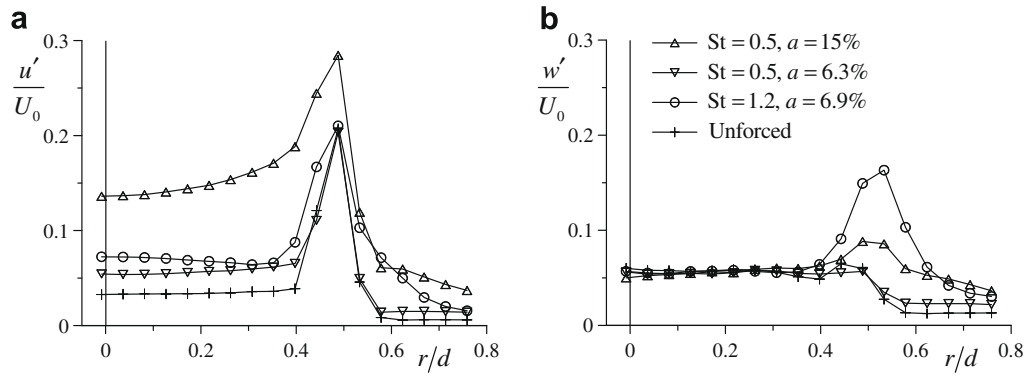 a
0.3
u′
U₀
0.2
0.1
0
0
0.2
0.4
0.6
0.8
r/d
b
0.3
w′
U₀
0.2
0.1
0
0
0.2
0.4
0.6
0.8
r/d
St = 0.5, a = 15%
St = 0.5, a = 6.3%
St = 1.2, a = 6.9%
Unforced